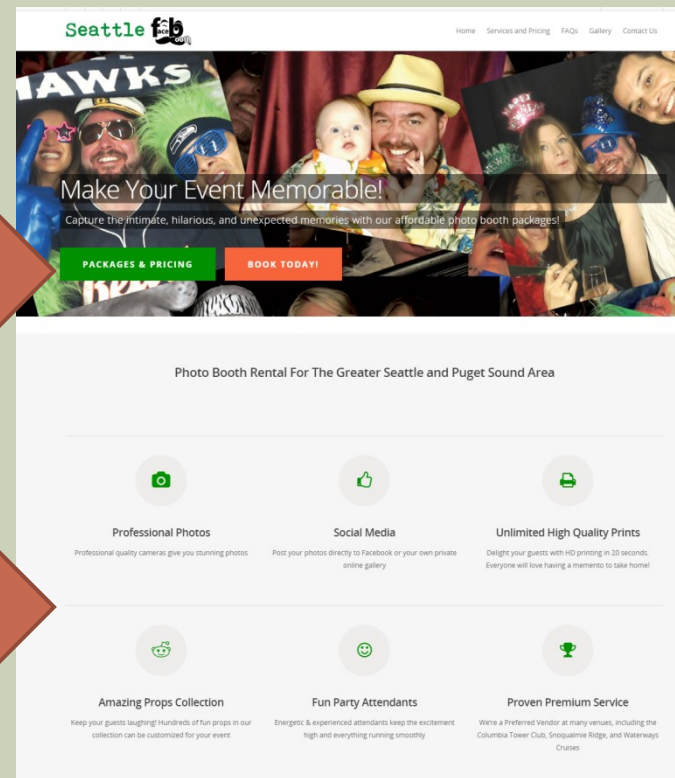 Seattle face booth
Home Services and Pricing FAQs Gallery Contact Us
HAWKS
HAPPY NEW YEAR
HAPPY
Make Your Event Memorable!
Capture the intimate, hilarious, and unexpected memories with our affordable photo booth packages!
PACKAGES & PRICING BOOK TODAY!
Photo Booth Rental For The Greater Seattle and Puget Sound Area
Professional Photos
Professional quality cameras give you stunning photos
Social Media
Post your photos directly to Facebook or your own private
online gallery
Unlimited High Quality Prints
Delight your guests with HD printing in 20 seconds.
Everyone will love having a memento to take home!
Amazing Props Collection
Keep your guests laughing! Hundreds of fun props in our
collection can be customized for your event
Fun Party Attendants
Energetic & experienced attendants keep the excitement
high and everything running smoothly
Proven Premium Service
We're a Preferred Vendor at many venues, including the
Columbia Tower Club, Snoqualmie Ridge, and Waterways
Cruises